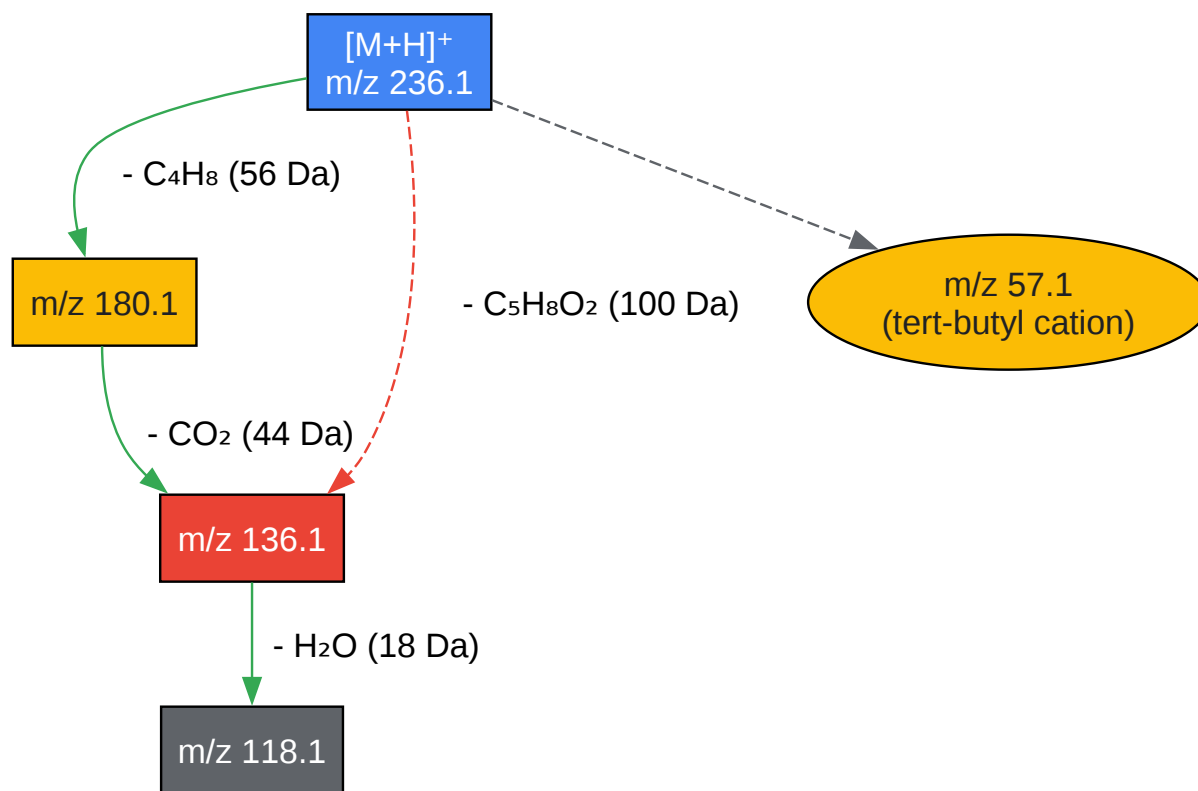 [M+H]⁺
m/z 236.1
- C₄H₈ (56 Da)
m/z 180.1
- C₅H₈O₂ (100 Da)
m/z 57.1
(tert-butyl cation)
- CO₂ (44 Da)
m/z 136.1
- H₂O (18 Da)
m/z 118.1